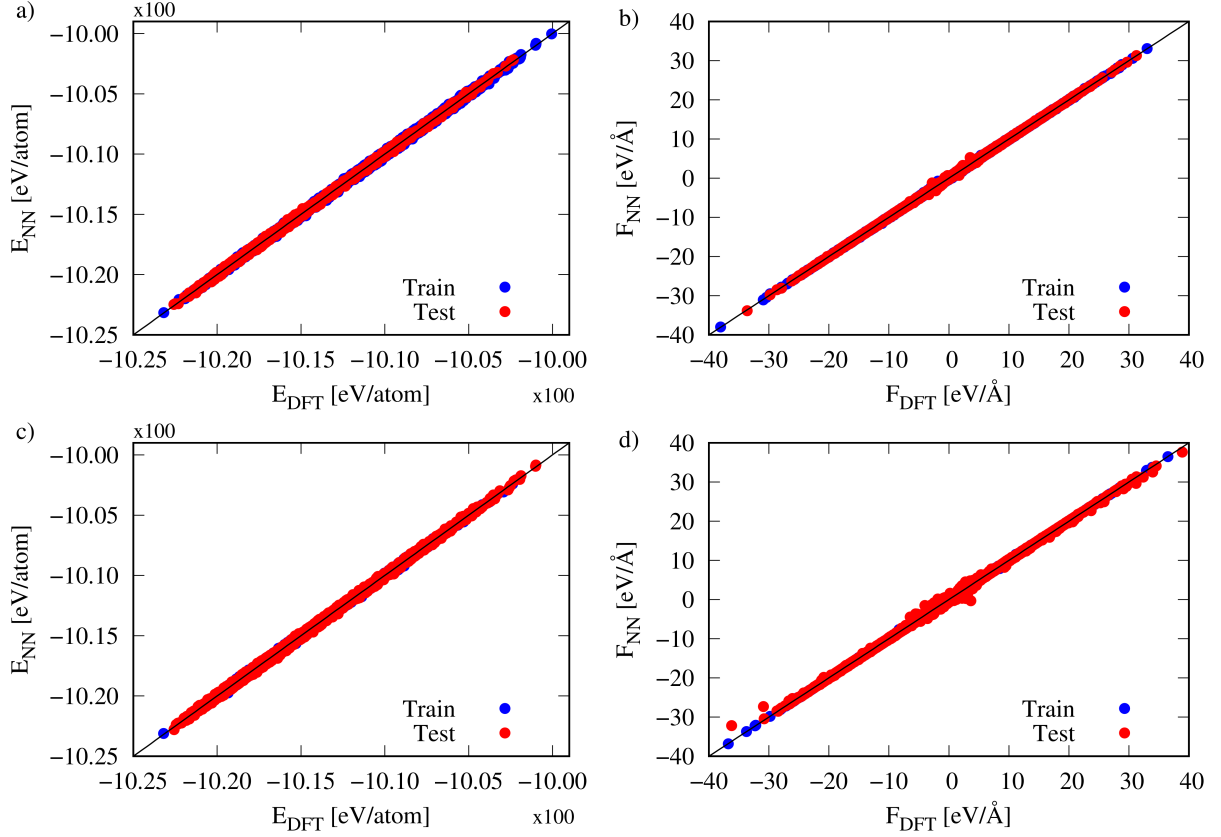 a)
x100
−10.00
−10.05
−10.10
−10.15
−10.20
−10.25
E_NN [eV/atom]
Train
Test
−10.25 −10.20 −10.15 −10.10 −10.05 −10.00
E_DFT [eV/atom]
x100
b)
40
30
20
10
0
−10
−20
−30
−40
F_NN [eV/Å]
Train
Test
−40 −30 −20 −10 0 10 20 30 40
F_DFT [eV/Å]
c)
x100
−10.00
−10.05
−10.10
−10.15
−10.20
−10.25
E_NN [eV/atom]
Train
Test
−10.25 −10.20 −10.15 −10.10 −10.05 −10.00
E_DFT [eV/atom]
x100
d)
40
30
20
10
0
−10
−20
−30
−40
F_NN [eV/Å]
Train
Test
−40 −30 −20 −10 0 10 20 30 40
F_DFT [eV/Å]